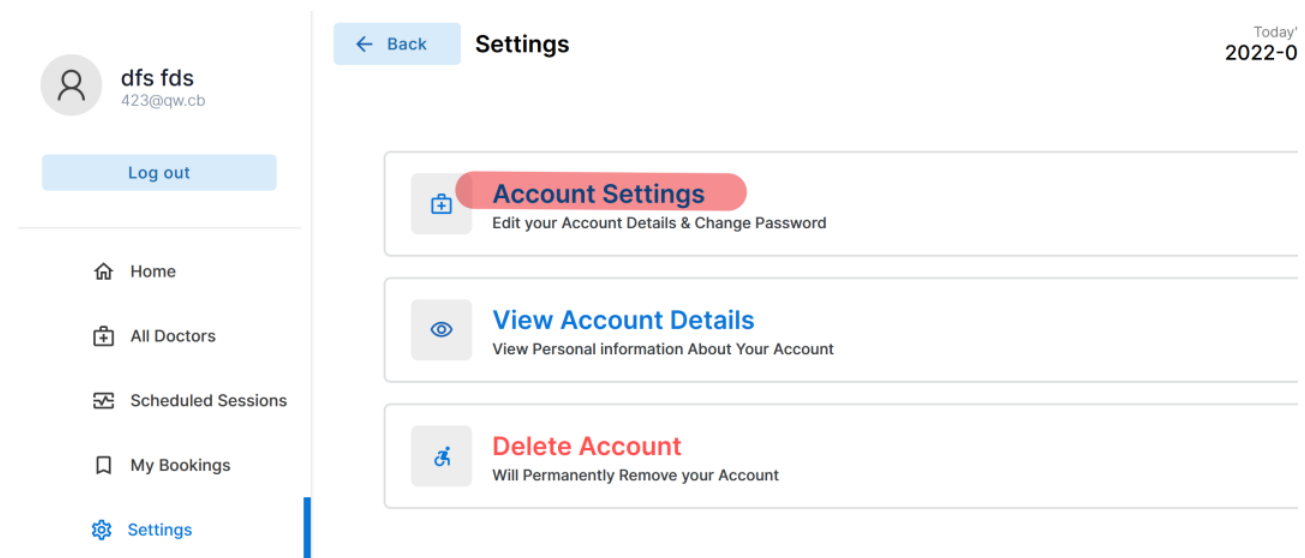 dfs fds
423@qw.cb
Log out
Home
All Doctors
Scheduled Sessions
My Bookings
Settings
Back
Settings
Today'
2022-0
Account Settings
Edit your Account Details & Change Password
View Account Details
View Personal information About Your Account
Delete Account
Will Permanently Remove your Account